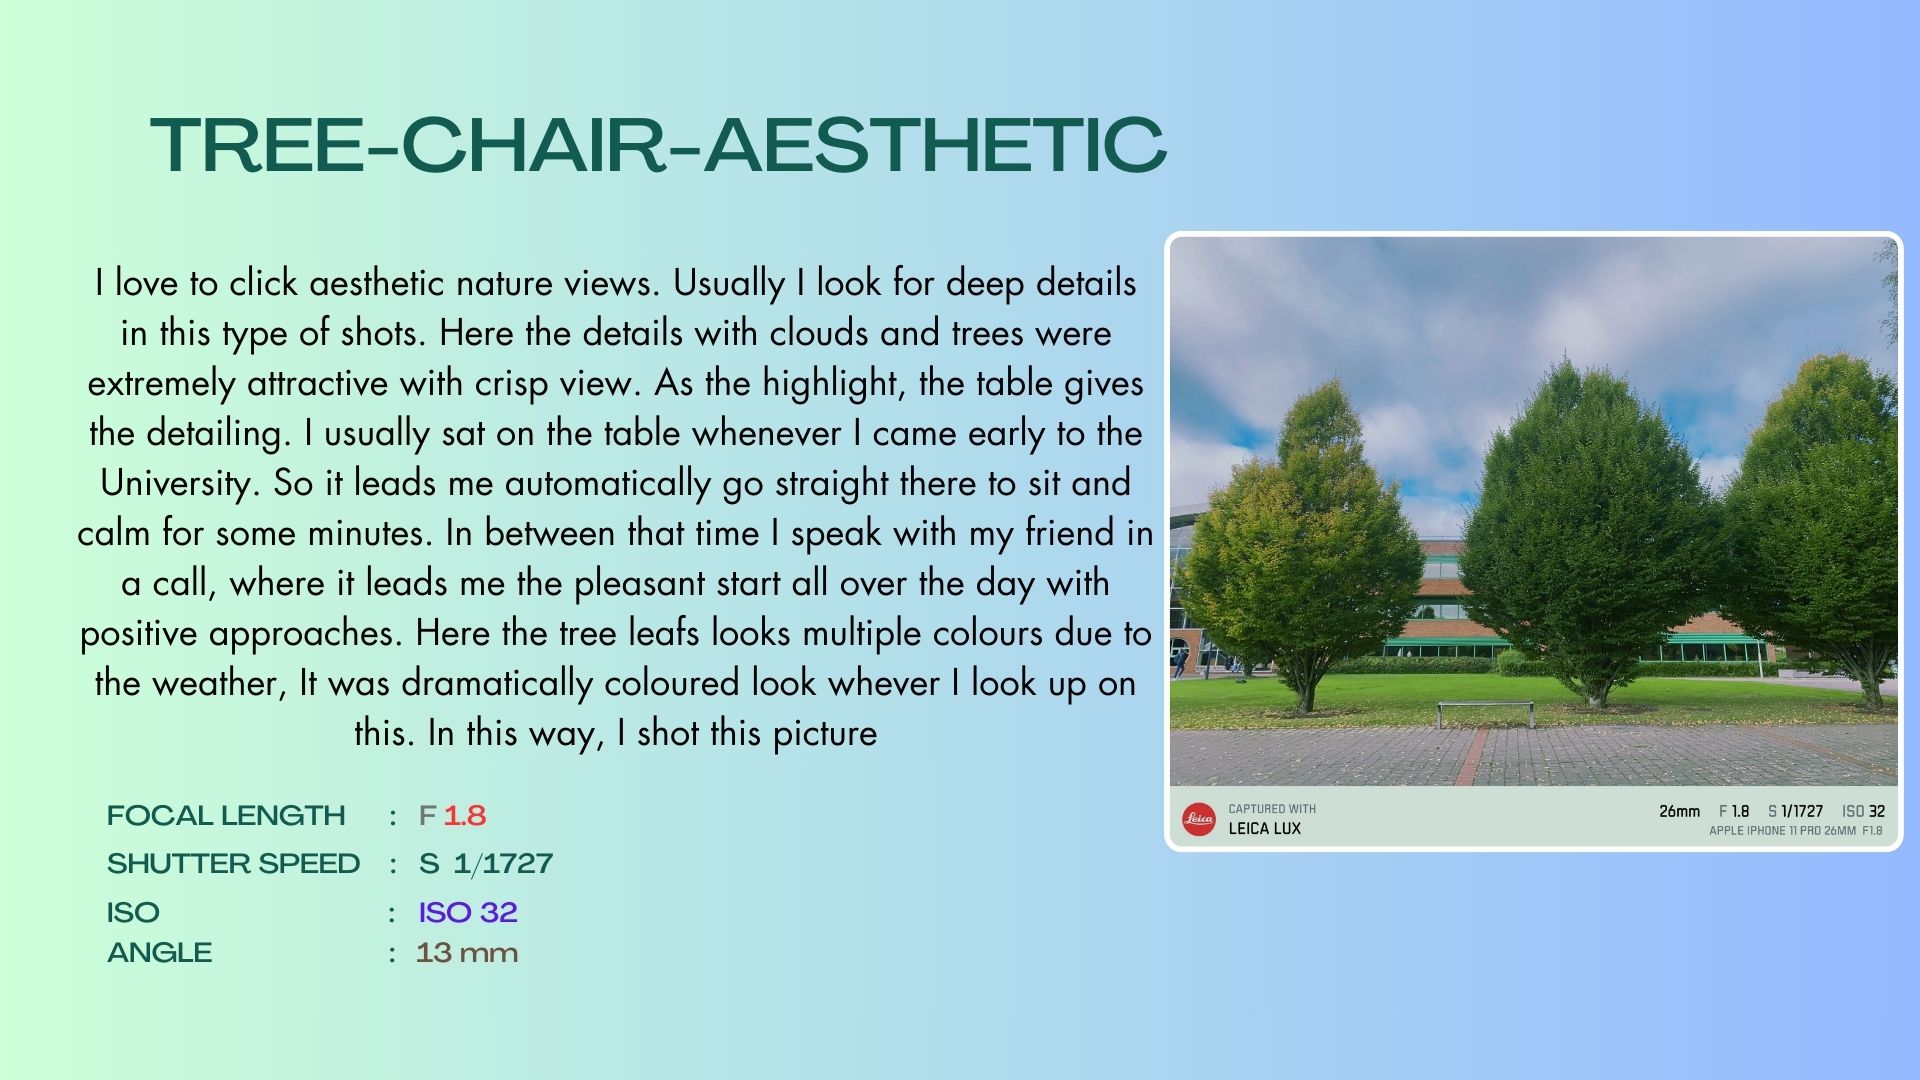 TREE-CHAIR-AESTHETIC
I love to click aesthetic nature views. Usually I look for deep details
in this type of shots. Here the details with clouds and trees were
extremely attractive with crisp view. As the highlight, the table gives
the detailing. I usually sat on the table whenever I came early to the
University. So it leads me automatically go straight there to sit and
calm for some minutes. In between that time I speak with my friend in
a call, where it leads me the pleasant start all over the day with
positive approaches. Here the tree leafs looks multiple colours due to
the weather, It was dramatically coloured look whever I look up on
this. In this way, I shot this picture
FOCAL LENGTH : F 1.8
SHUTTER SPEED : S 1/1727
ISO : ISO 32
ANGLE : 13 mm
Leica
CAPTURED WITH
LEICA LUX
26mm F 1.8 S 1/1727 ISO 32
APPLE IPHONE 11 PRO 26MM F1.8